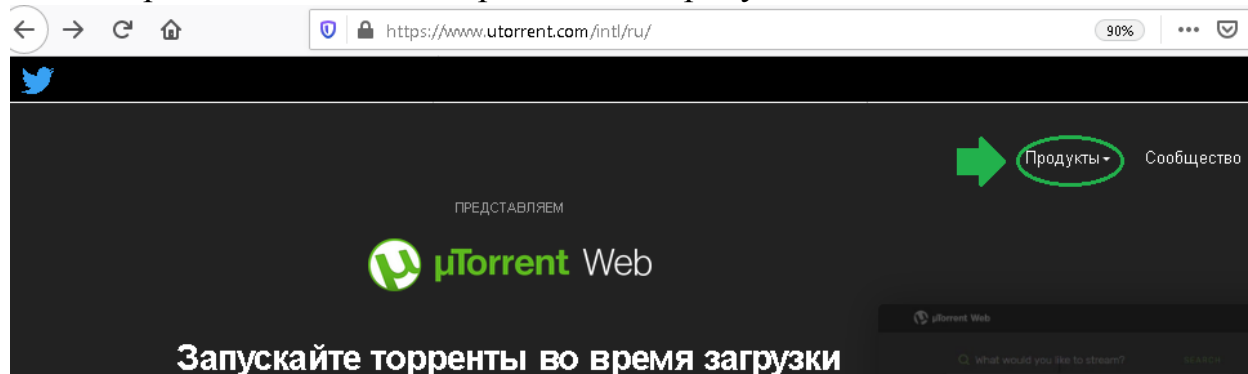 https://www.utorrent.com/intl/ru/
90%
Продукты
Сообщество
ПРЕДСТАВЛЯЕМ
µTorrent Web
µTorrent Web
Запускайте торренты во время загрузки
What would you like to stream?
SEARCH